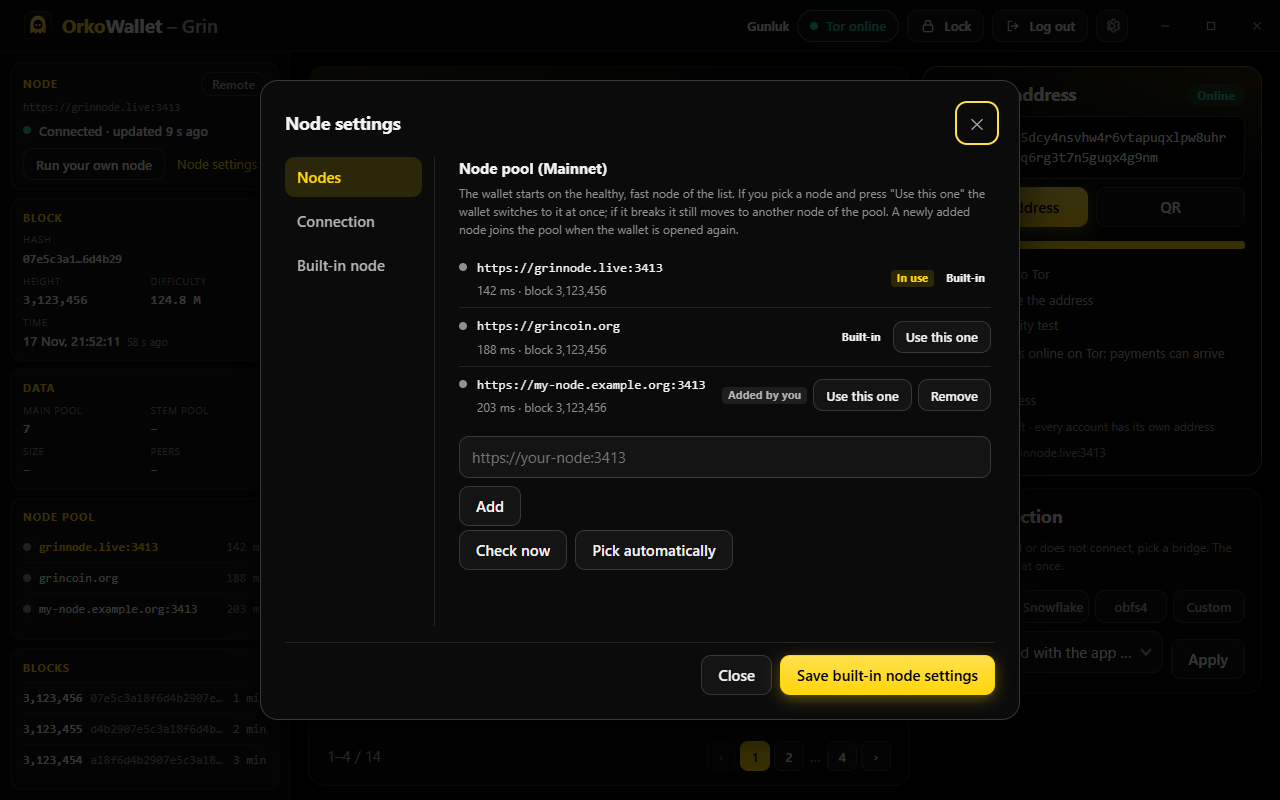 OrkoWallet – Grin
Gunluk
Tor online
Lock
Log out
NODE
Remote
https://grinnode.live:3413
Connected · updated 9 s ago
Run your own node
Node settings
BLOCK
HASH
07e5c3a1…6d4b29
HEIGHT
DIFFICULTY
3,123,456
124.8 M
TIME
17 Nov, 21:52:11 58 s ago
DATA
MAIN POOL
STEM POOL
7
–
SIZE
PEERS
–
–
NODE POOL
grinnode.live:3413
142 m
grincoin.org
188 m
my-node.example.org:3413
203 m
BLOCKS
3,123,456 07e5c3a18f6d4b2907e… 1 mi
3,123,455 d4b2907e5c3a18f6d4b… 2 min
3,123,454 a18f6d4b2907e5c3a18… 3 min
Node settings
Nodes
Connection
Built-in node
Node pool (Mainnet)
The wallet starts on the healthy, fast node of the list. If you pick a node and press "Use this one" the
wallet switches to it at once; if it breaks it still moves to another node of the pool. A newly added
node joins the pool when the wallet is opened again.
https://grinnode.live:3413
142 ms · block 3,123,456
In use
Built-in
https://grincoin.org
188 ms · block 3,123,456
Built-in
Use this one
https://my-node.example.org:3413
203 ms · block 3,123,456
Added by you
Use this one
Remove
https://your-node:3413
Add
Check now
Pick automatically
Close
Save built-in node settings
1–4 / 14
‹ 1 2 … 4 ›
ddress
Online
5dcy4nsvhw4r6vtapuqxlpw8uhr
q6rg3t7n5guqx4g9nm
ddress
QR
o Tor
e the address
ity test
s online on Tor: payments can arrive
ess
t · every account has its own address
nnode.live:3413
ction
d or does not connect, pick a bridge. The
at once.
Snowflake
obfs4
Custom
d with the app ...
Apply